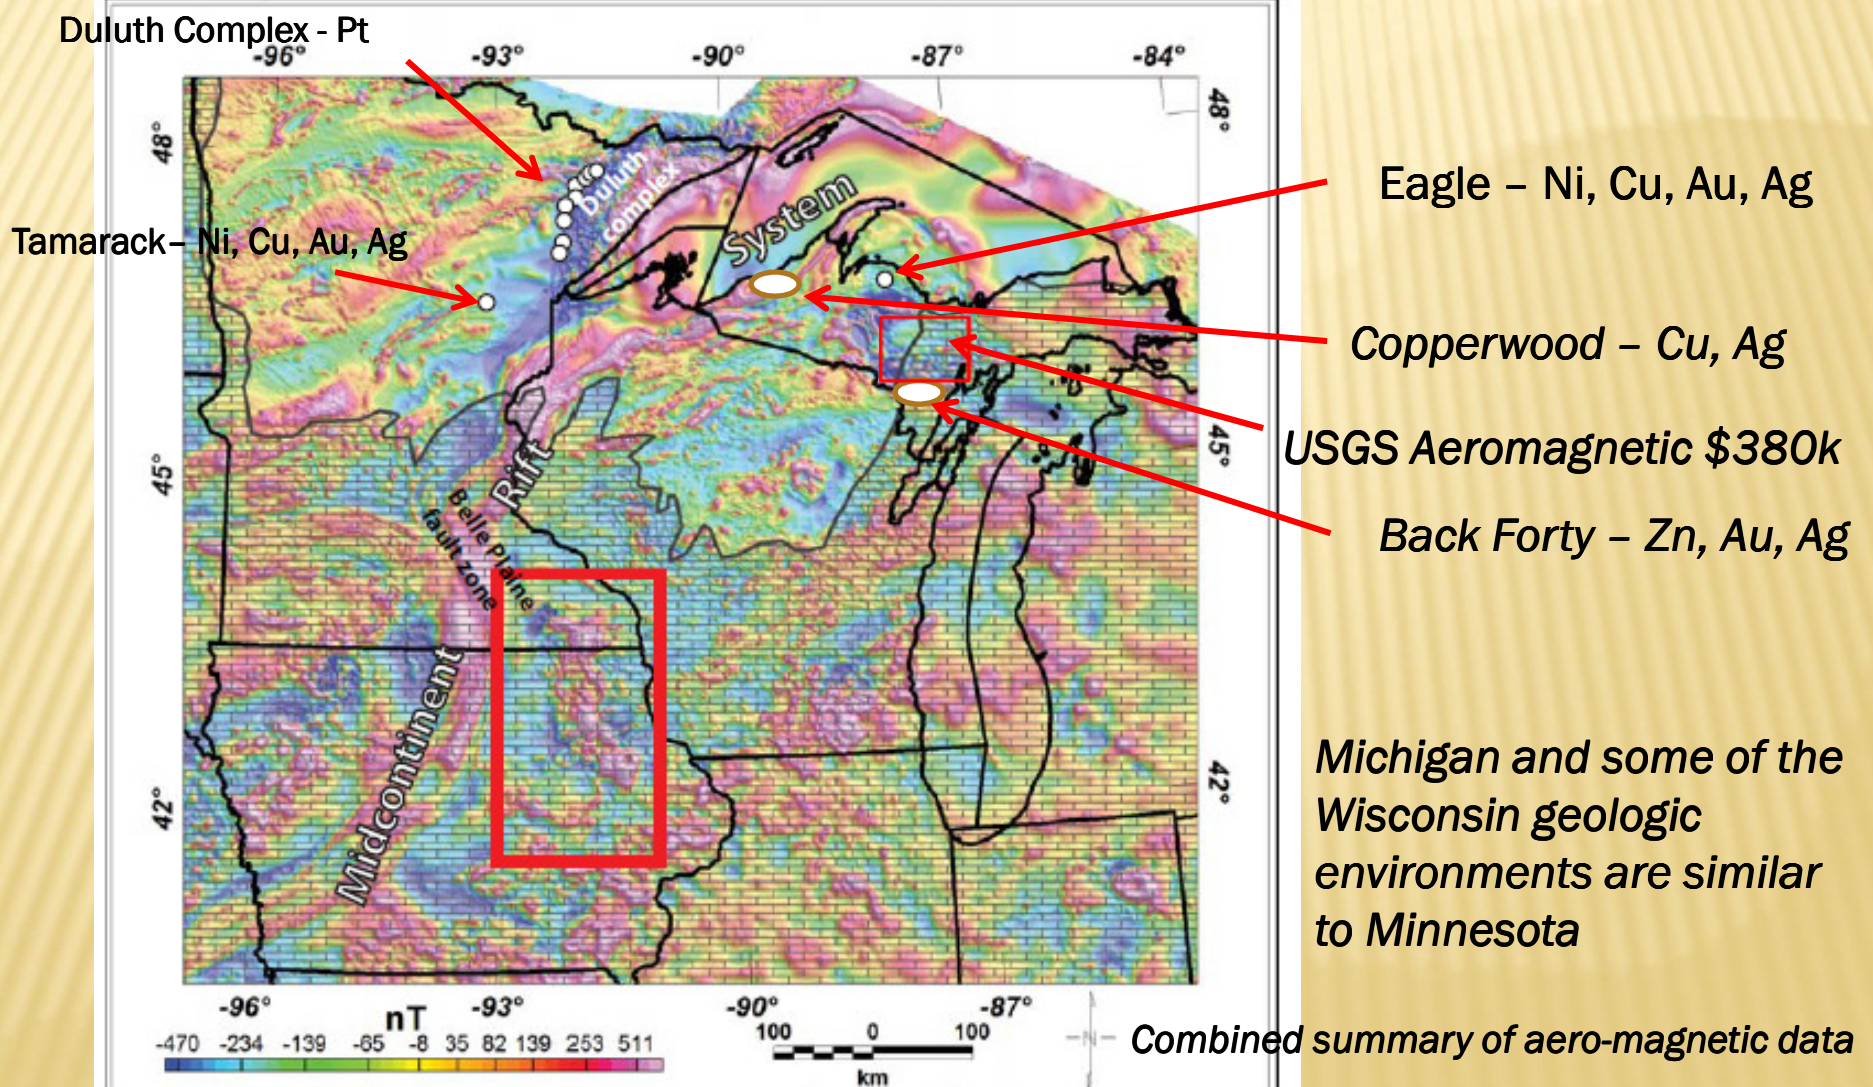 Duluth Complex - Pt
-96° -93° -90° -87° -84°
48°
48°
Duluth
complex
System
Eagle – Ni, Cu, Au, Ag
Tamarack – Ni, Cu, Au, Ag
Copperwood – Cu, Ag
USGS Aeromagnetic $380k
45°
45°
Rift
Belle Plaine
fault zone
Back Forty – Zn, Au, Ag
Midcontinent
42°
42°
Michigan and some of the
Wisconsin geologic
environments are similar
to Minnesota
-96° -93° -90° -87°
nT
-470 -234 -139 -65 -8 35 82 139 253 511
100 0 100
km
-N-
Combined summary of aero-magnetic data